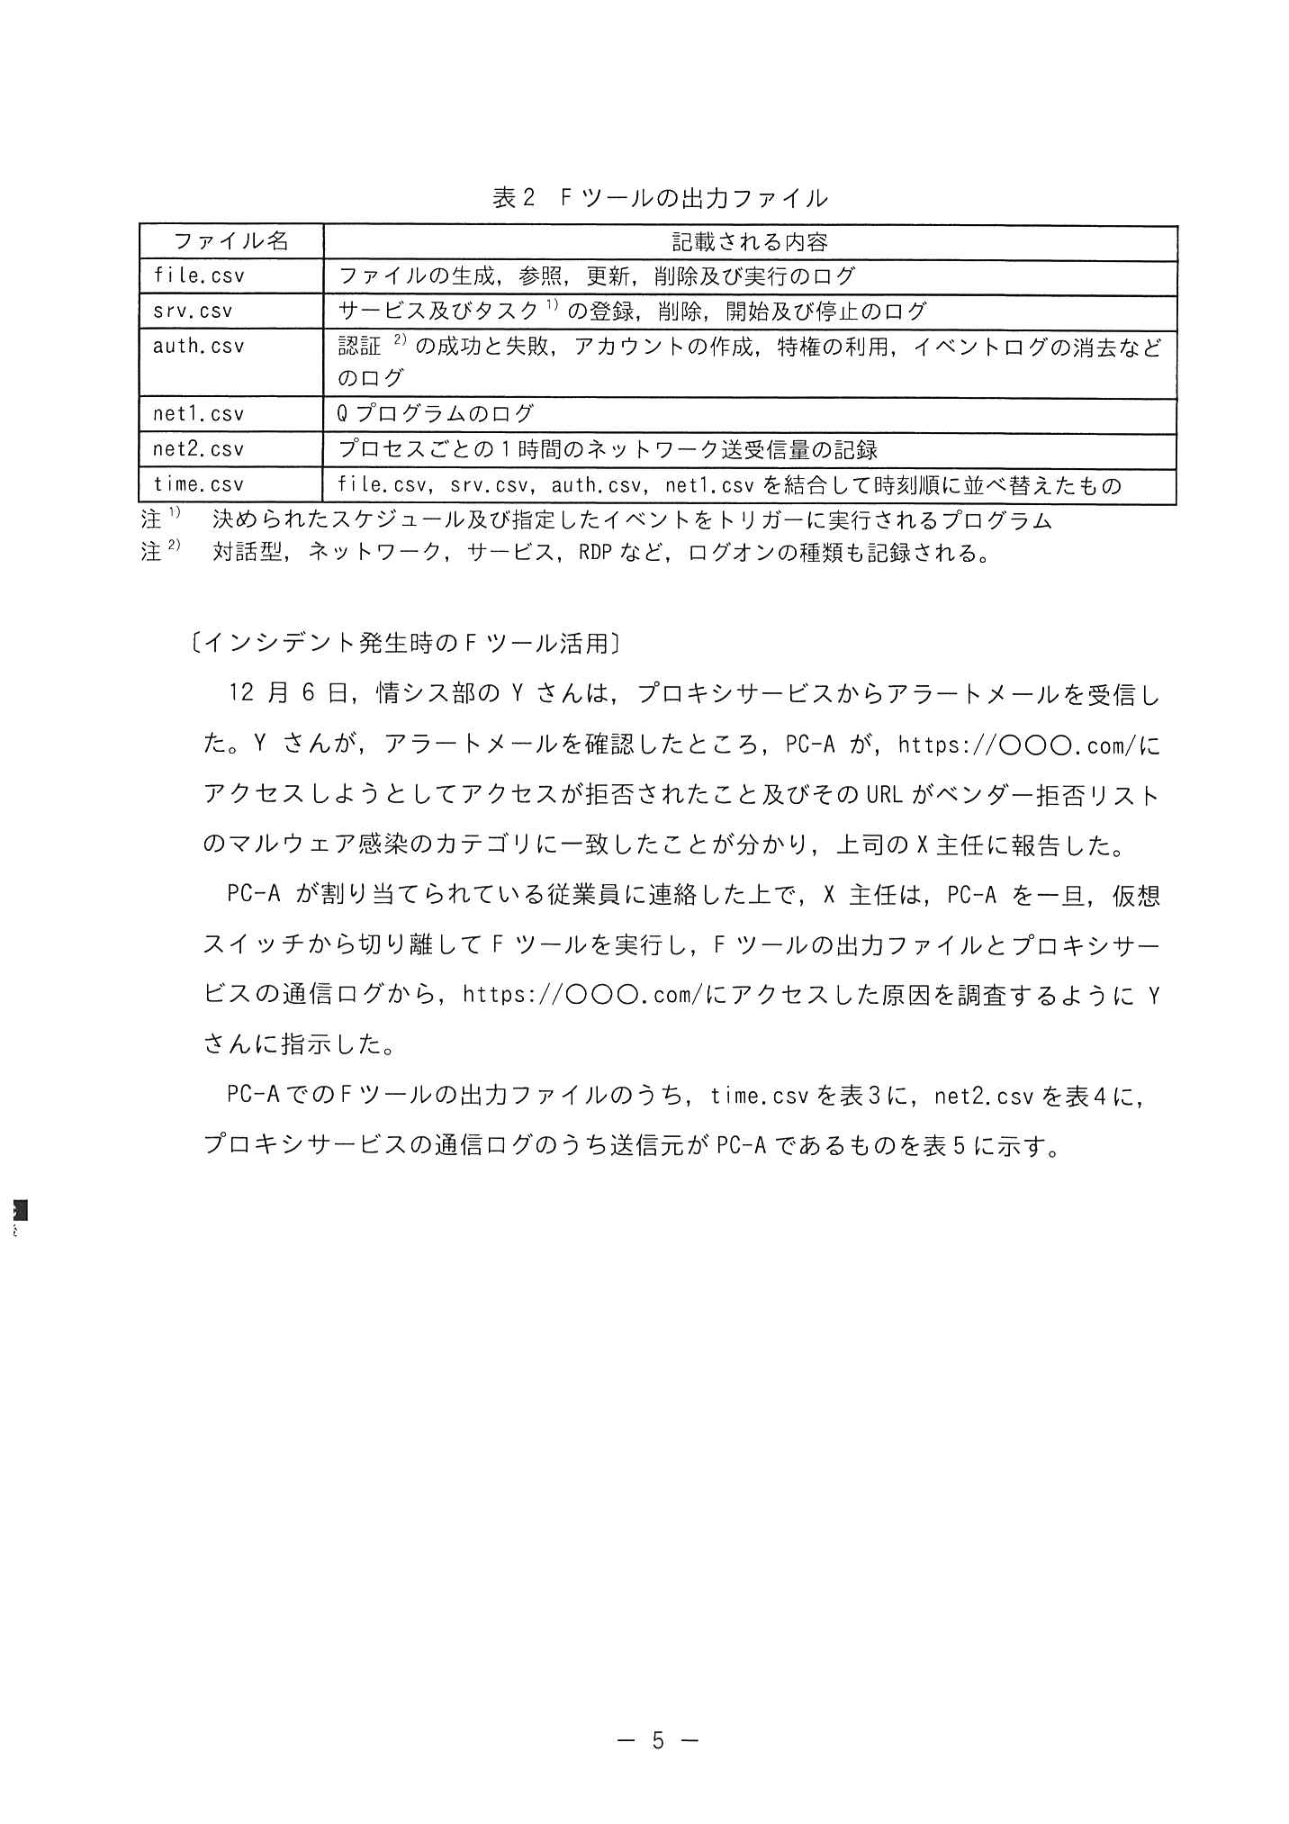 表2　Fツールの出力ファイル
ファイル名　記載される内容
file.csv　ファイルの生成，参照，更新，削除及び実行のログ
srv.csv　サービス及びタスク1)の登録，削除，開始及び停止のログ
auth.csv　認証2)の成功と失敗，アカウントの作成，特権の利用，イベントログの消去など
のログ
net1.csv　Qプログラムのログ
net2.csv　プロセスごとの1時間のネットワーク送受信量の記録
time.csv　file.csv，srv.csv，auth.csv，net1.csvを結合して時刻順に並べ替えたもの
注1)　決められたスケジュール及び指定したイベントをトリガーに実行されるプログラム
注2)　対話型，ネットワーク，サービス，RDPなど，ログオンの種類も記録される。
〔インシデント発生時のFツール活用〕
12月6日，情シス部のYさんは，プロキシサービスからアラートメールを受信し
た。Yさんが，アラートメールを確認したところ，PC-Aが，https://〇〇〇.com/に
アクセスしようとしてアクセスが拒否されたこと及びそのURLがベンダー拒否リスト
のマルウェア感染のカテゴリに一致したことが分かり，上司のX主任に報告した。
PC-Aが割り当てられている従業員に連絡した上で，X主任は，PC-Aを一旦，仮想
スイッチから切り離してFツールを実行し，Fツールの出力ファイルとプロキシサー
ビスの通信ログから，https://〇〇〇.com/にアクセスした原因を調査するようにY
さんに指示した。
PC-AでのFツールの出力ファイルのうち，time.csvを表3に，net2.csvを表4に，
プロキシサービスの通信ログのうち送信元がPC-Aであるものを表5に示す。
－ 5 －